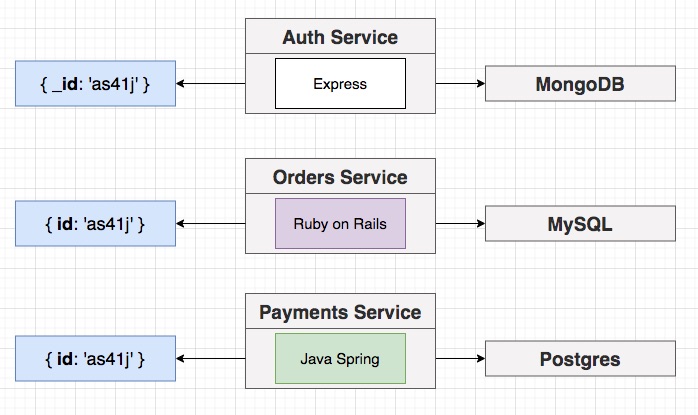 Auth Service
{ _id: 'as41j' }
Express
MongoDB
Orders Service
{ id: 'as41j' }
Ruby on Rails
MySQL
Payments Service
{ id: 'as41j' }
Java Spring
Postgres